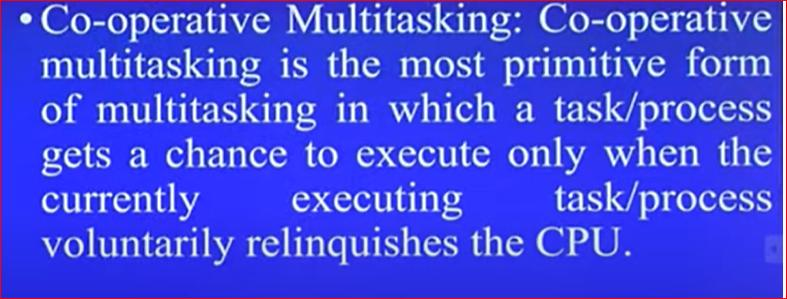 • Co-operative Multitasking: Co-operative
multitasking is the most primitive form
of multitasking in which a task/process
gets a chance to execute only when the
currently executing task/process
voluntarily relinquishes the CPU.